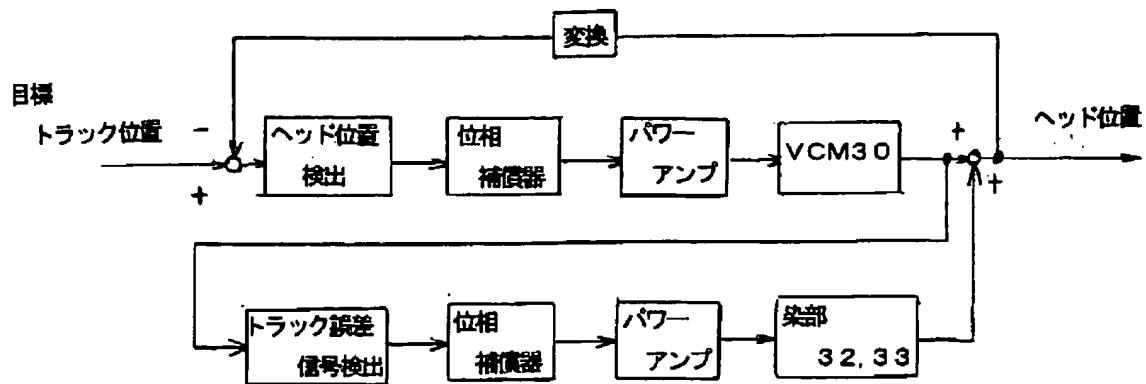 変換
目標
トラック位置
-
+
ヘッド位置
検出
位相
補償器
パワー
アンプ
VCM30
+
+
ヘッド位置
トラック誤差
信号検出
位相
補償器
パワー
アンプ
染部
32,33